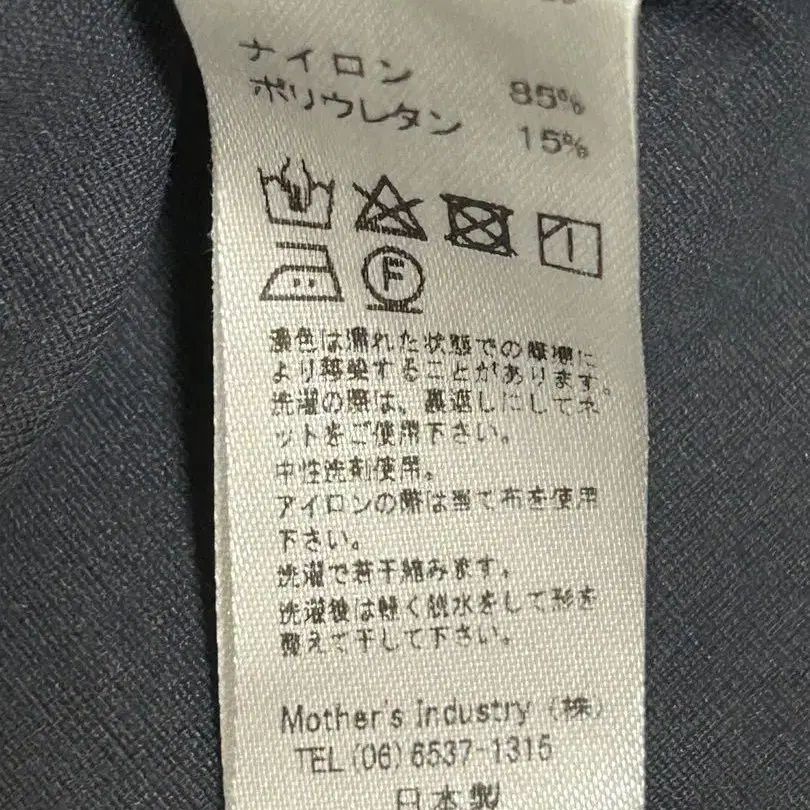 ナイロン 85%
ポリウレタン 15%
F
濃色は濡れた状態での摩擦に
より移染することがあります。
洗濯の際は、裏返しにしてネ
ットをご使用下さい。
中性洗剤使用。
アイロンの際は当て布を使用
下さい。
洗濯で若干縮みます。
洗濯後は軽く脱水をして形を
整えて干して下さい。
Mother's Industry (株)
TEL(06)6537-1315
日本製